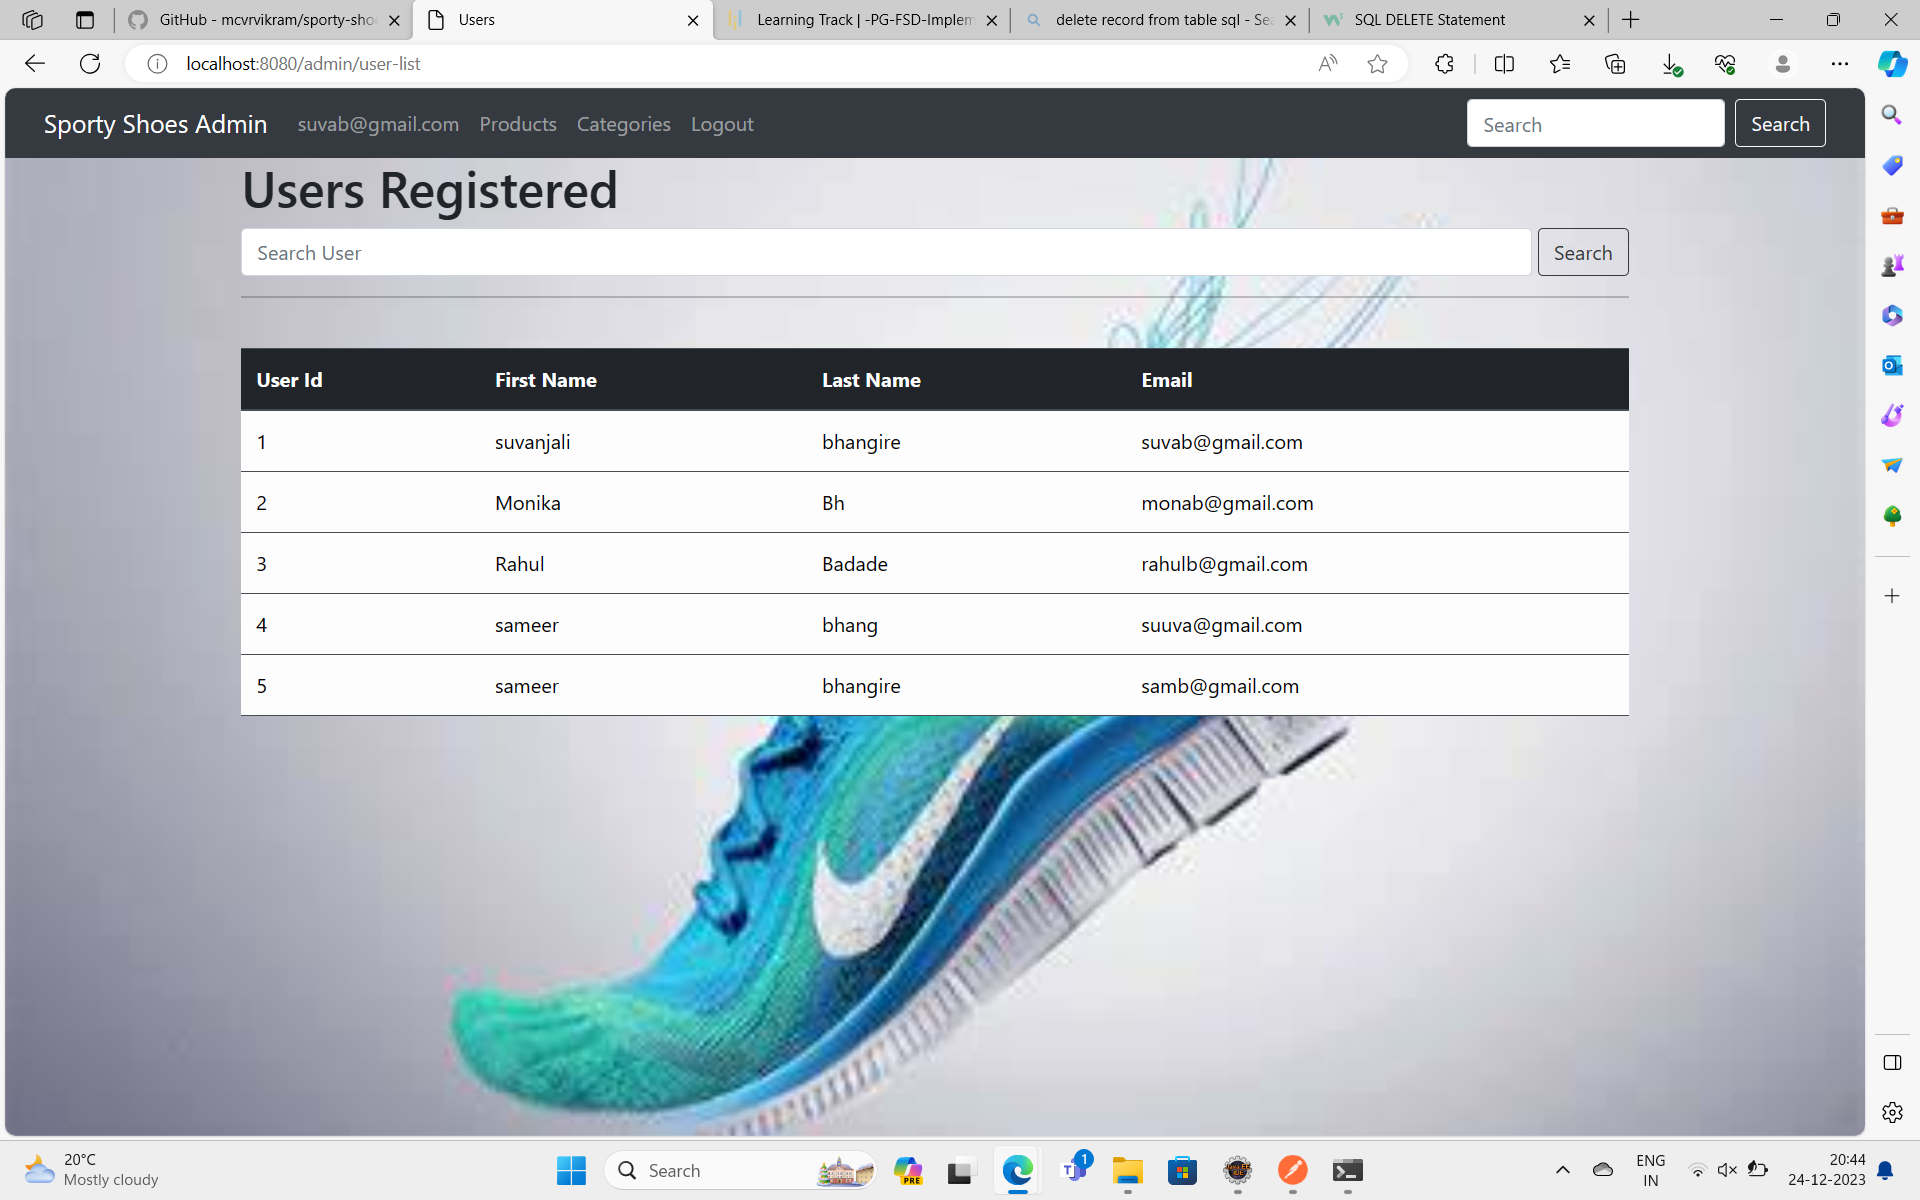 GitHub - mcvrvikram/sporty-sho
Users
Learning Track | -PG-FSD-Implem
delete record from table sql - Sea
SQL DELETE Statement
localhost:8080/admin/user-list
Sporty Shoes Admin
suvab@gmail.com
Products
Categories
Logout
Search
Search
Users Registered
Search User
Search
User Id First Name Last Name Email
1 suvanjali bhangire suvab@gmail.com
2 Monika Bh monab@gmail.com
3 Rahul Badade rahulb@gmail.com
4 sameer bhang suuva@gmail.com
5 sameer bhangire samb@gmail.com
20°C
Mostly cloudy
Search
PRE
1
ENG
IN
20:44
24-12-2023